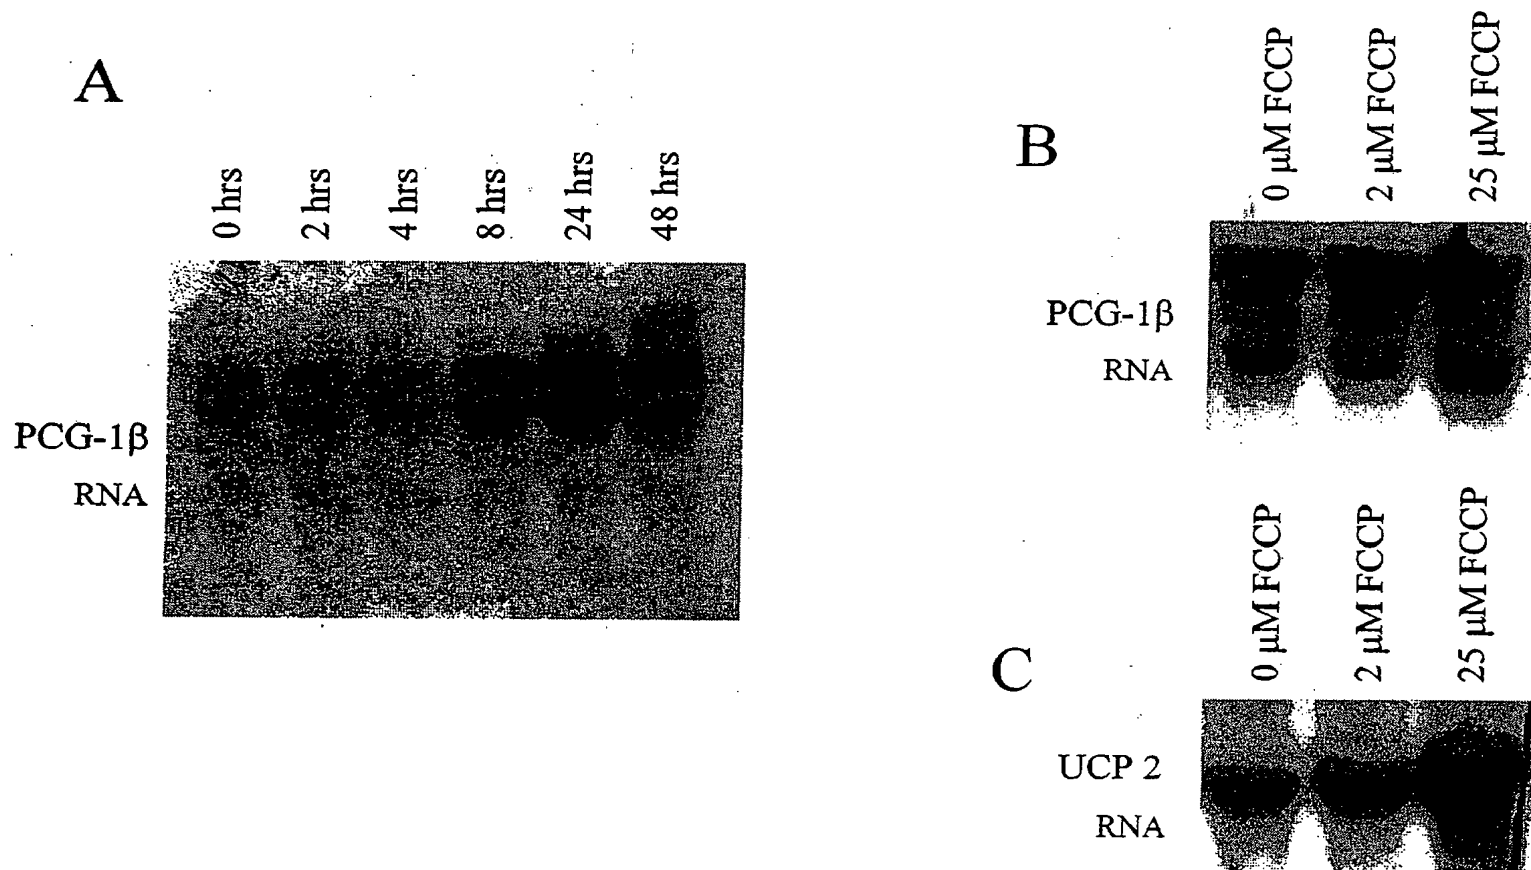 A
0 hrs
2 hrs
4 hrs
8 hrs
24 hrs
48 hrs
PCG-1β
RNA
B
0 μM FCCP
2 μM FCCP
25 μM FCCP
PCG-1β
RNA
C
0 μM FCCP
2 μM FCCP
25 μM FCCP
UCP 2
RNA